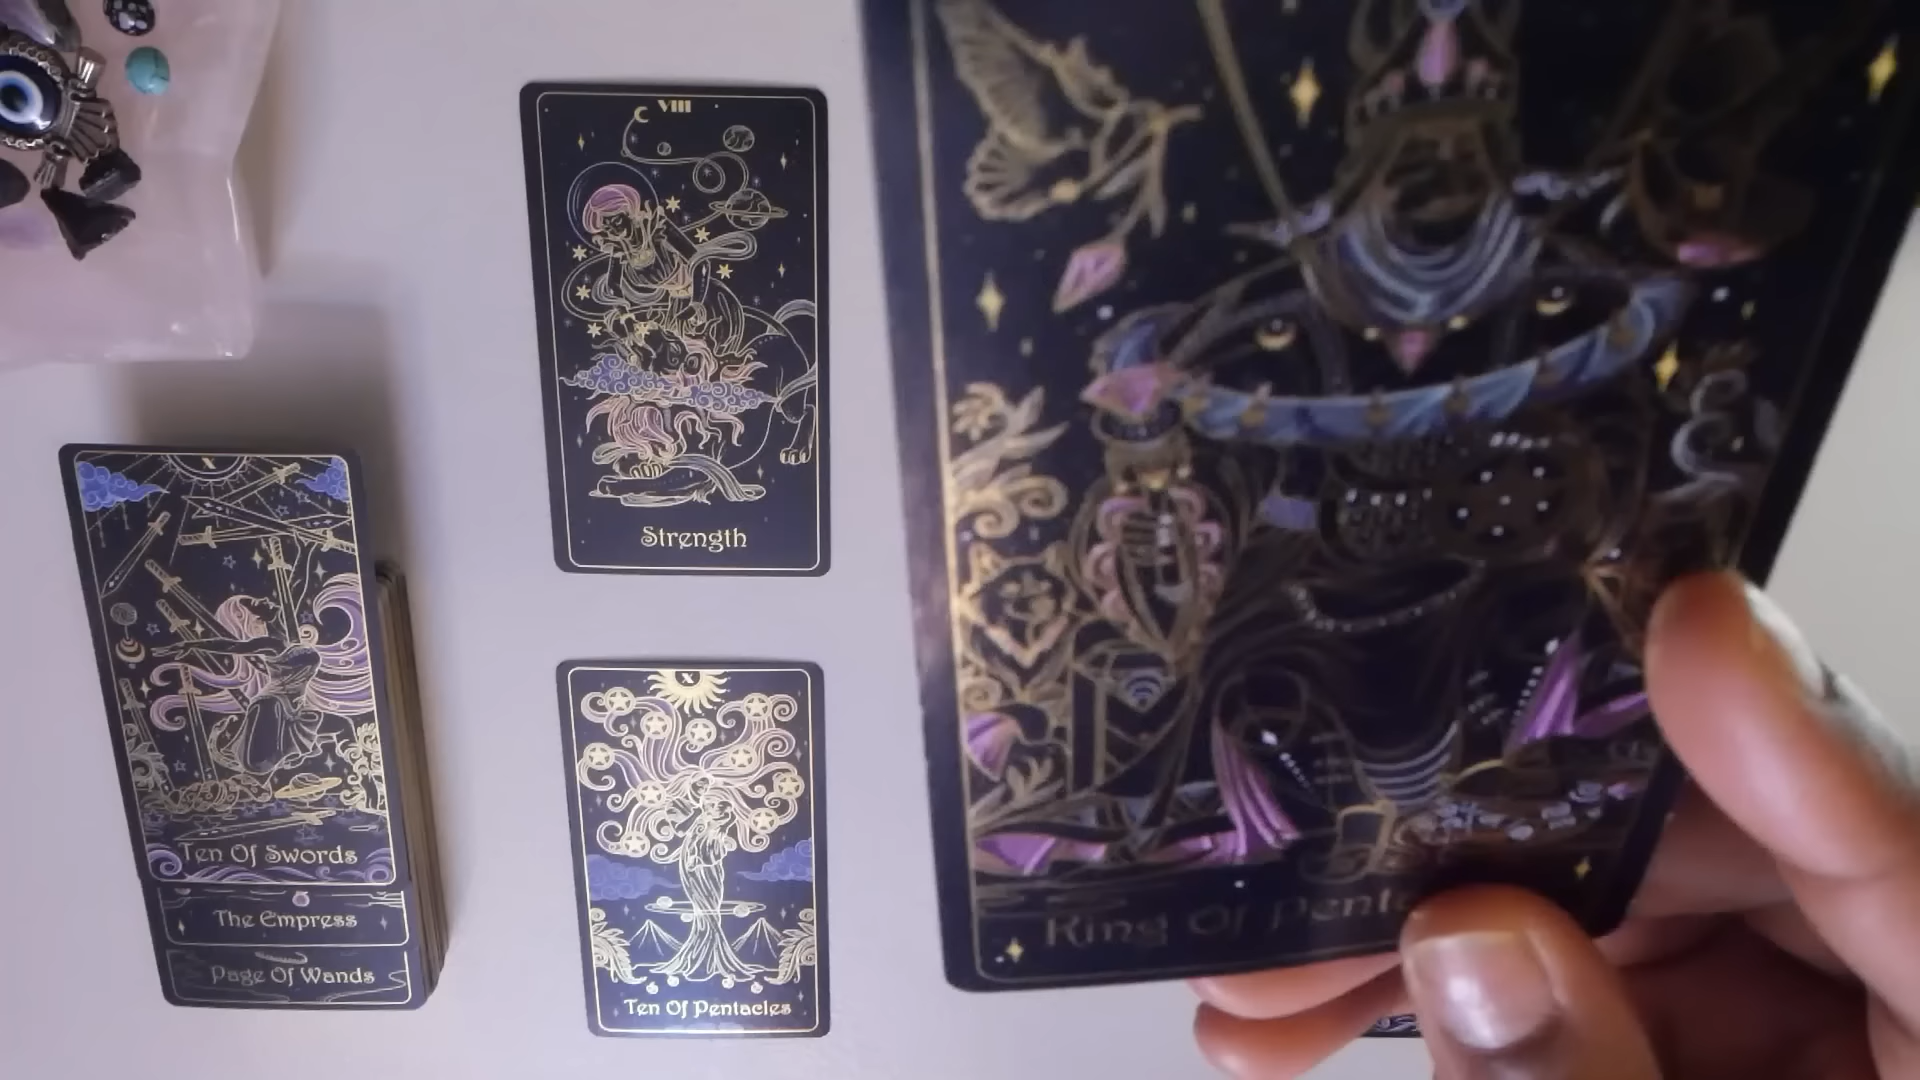 VIII
Strength
X
Ten Of Swords
The Empress
Page Of Wands
X
Ten Of Pentacles
King Of